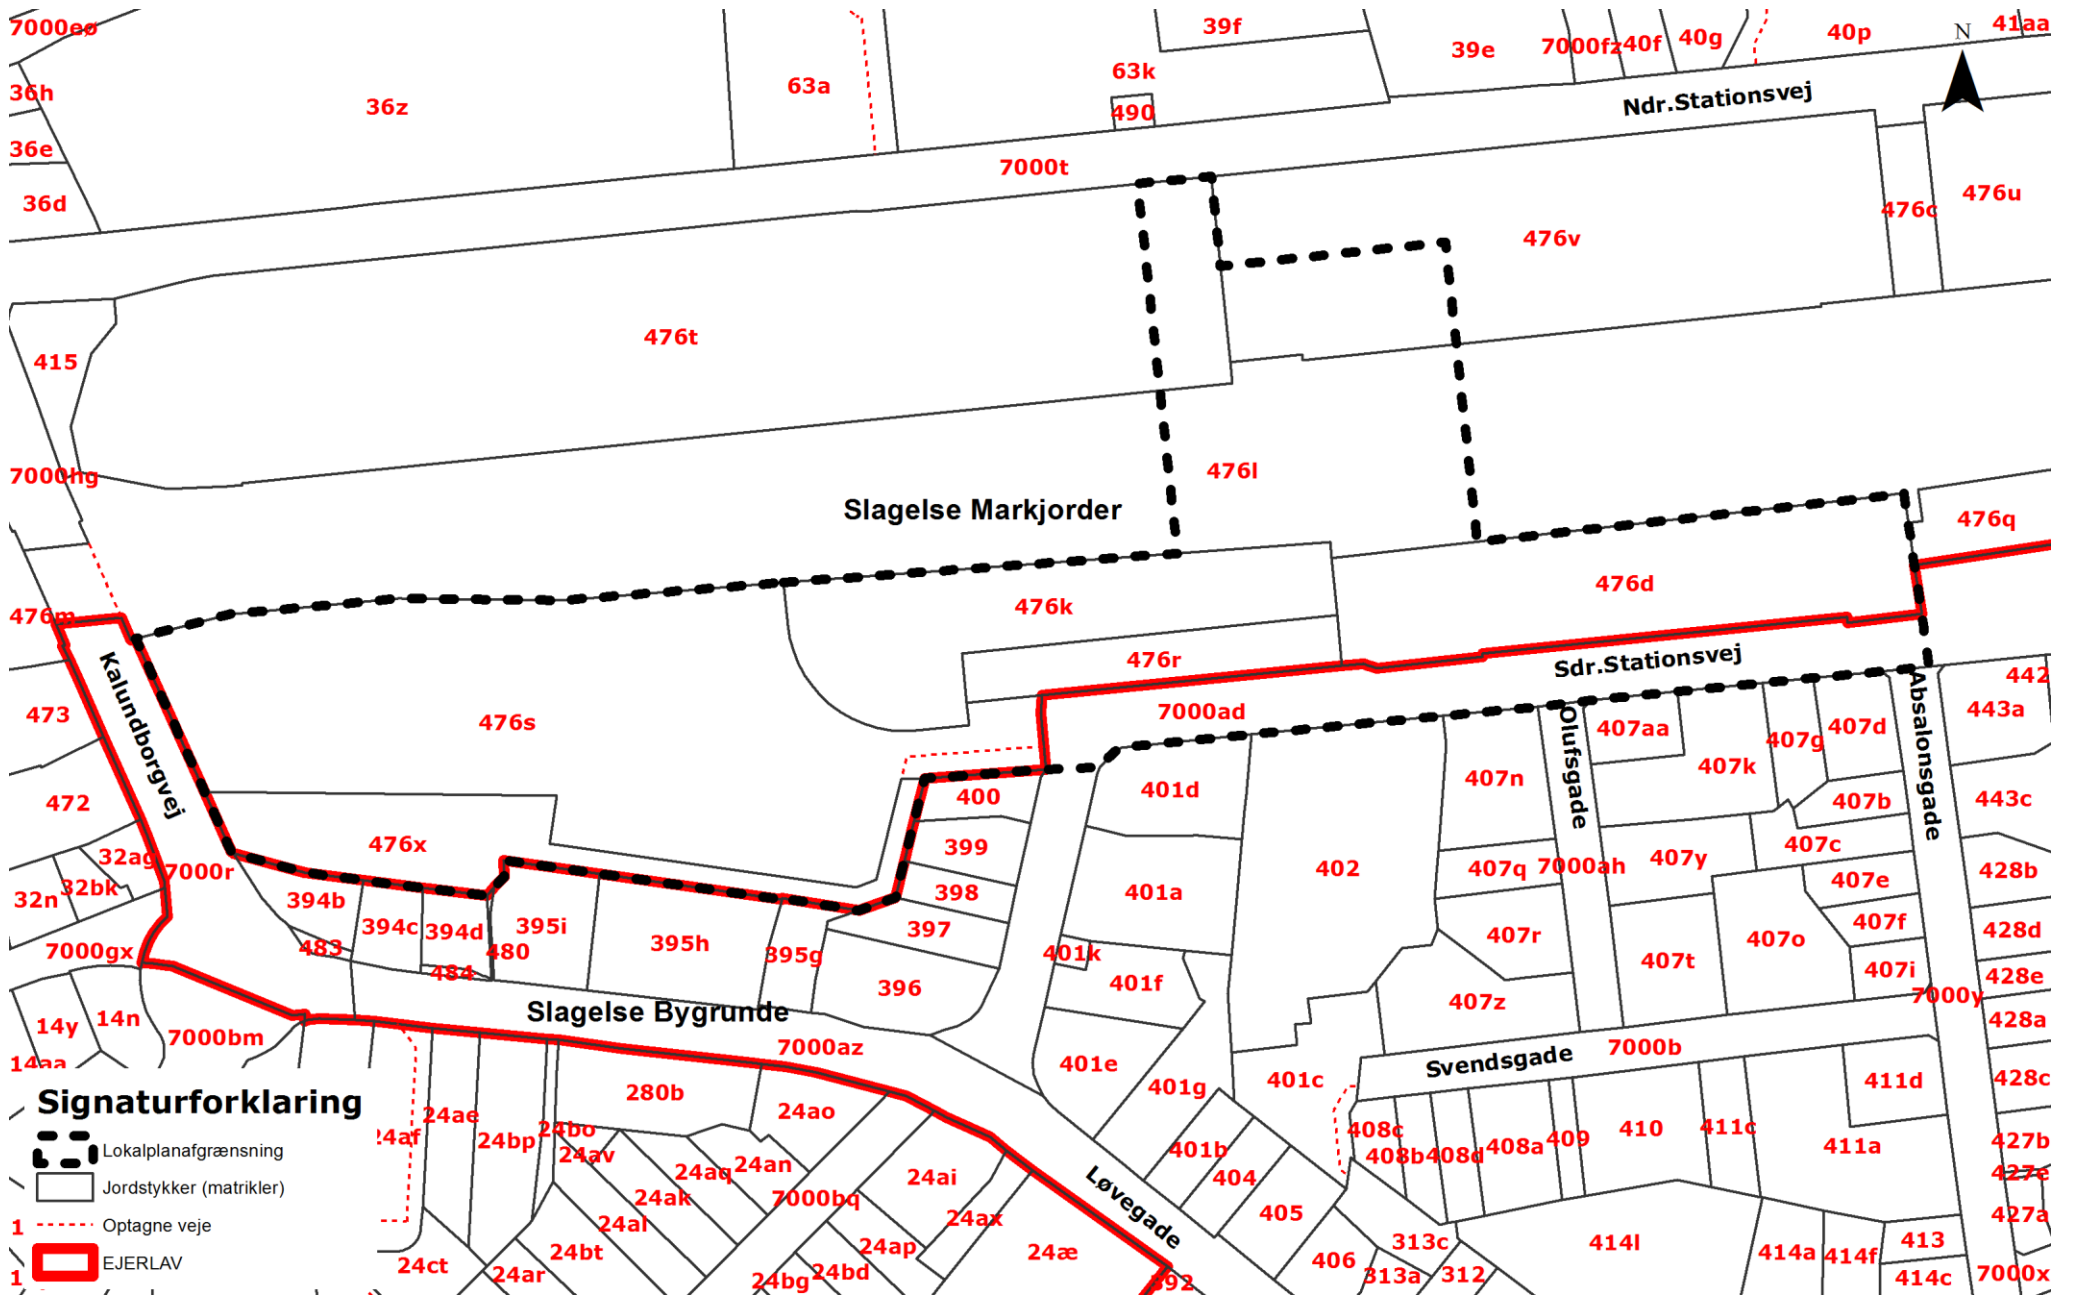 7000eø
39f
39e
7000fz
40f
40g
40p
41aa
N
36h
36z
63a
63k
490
Ndr.Stationsvej
36e
7000t
36d
476c
476u
476v
476t
415
476l
7000hg
Slagelse Markjorder
476q
476d
476k
476m
476r
Sdr.Stationsvej
442
Kalundborgvej
473
476s
7000ad
Olufsgade
407aa
407g
407d
Absalonsgade
443a
407k
407n
472
400
401d
407b
443c
476x
399
407c
32ag
7000r
402
407q
7000ah
407y
428b
32bk
32n
394b
398
401a
407e
394c
394d
395i
397
407f
428d
483
480
395h
395g
401k
407r
407o
7000gx
484
396
401f
407t
407i
428e
407z
7000y
14y
14n
Slagelse Bygrunde
428a
7000bm
7000az
Svendsgade
7000b
14aa
401e
401g
401c
411d
428c
Signaturforklaring
280b
24ao
24ae
24af
24bp
24bo
408c
409
410
411c
427b
Lokalplanafgrænsning
24av
24aq
24an
401b
408b
408d
408a
411a
427e
Jordstykker (matrikler)
24ak
7000bq
24ai
404
Løvegade
405
427a
Optagne veje
1
24al
24ax
24bt
24ap
24æ
313c
414l
414a
414f
413
EJERLAV
1
24ct
24ar
24bg
24bd
392
406
313a
312
414c
7000x